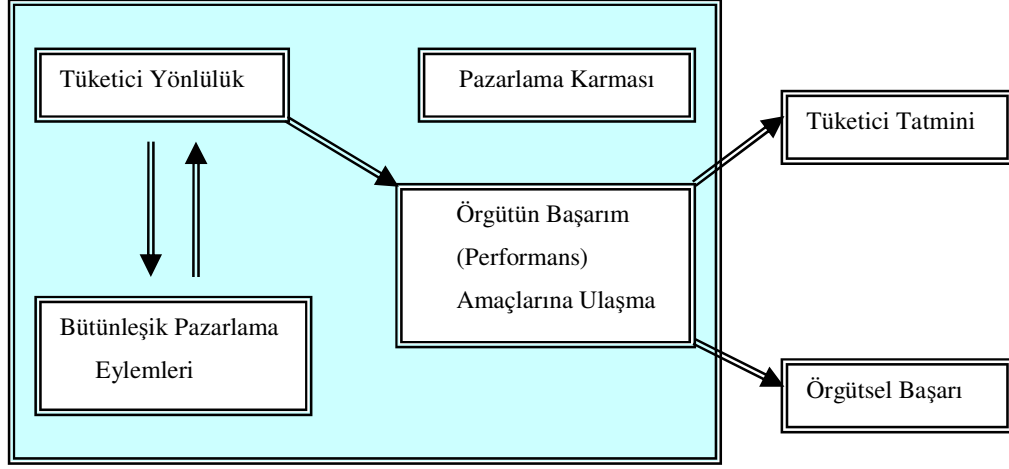 Tüketici Yönlülük
Pazarlama Karması
Tüketici Tatmini
Örgütün Başarım
(Performans)
Amaçlarına Ulaşma
Bütünleşik Pazarlama
Eylemleri
Örgütsel Başarı